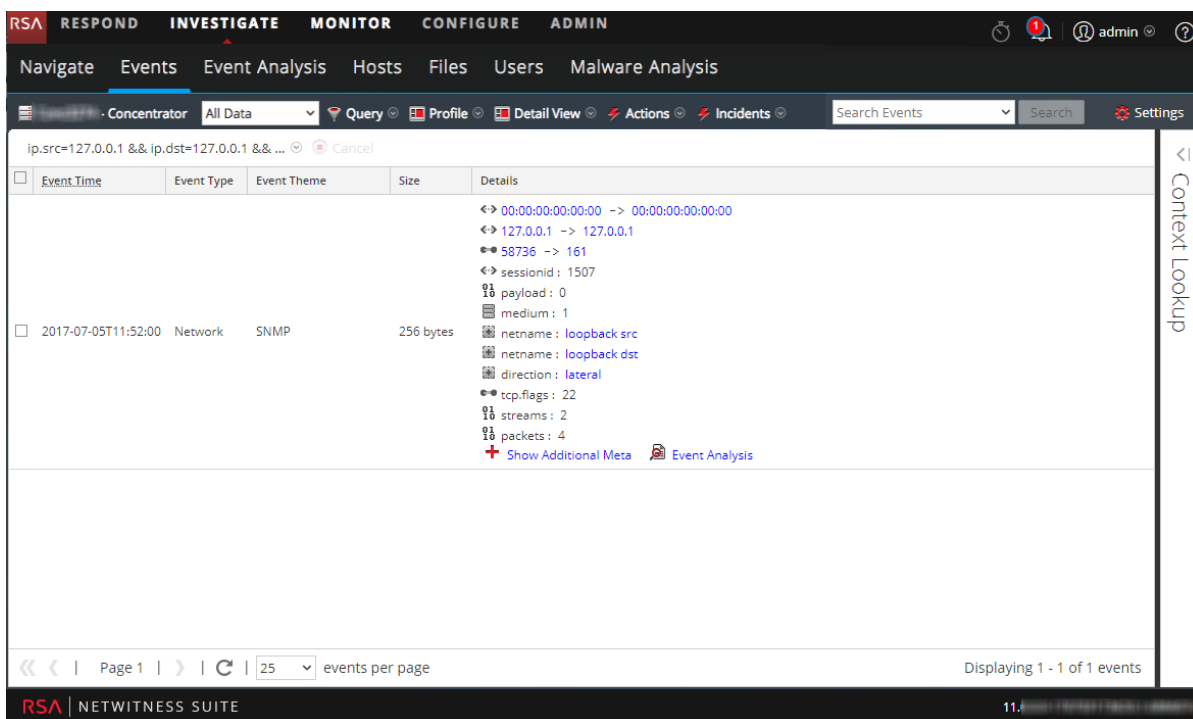 RSA RESPOND INVESTIGATE MONITOR CONFIGURE ADMIN 1 admin ?
Navigate Events Event Analysis Hosts Files Users Malware Analysis
- Concentrator All Data Query Profile Detail View Actions Incidents Search Events Search Settings
ip.src=127.0.0.1 && ip.dst=127.0.0.1 && ... Cancel
Context Lookup
Event Time Event Type Event Theme Size Details
00:00:00:00:00:00 -> 00:00:00:00:00:00
127.0.0.1 -> 127.0.0.1
58736 -> 161
sessionid : 1507
payload : 0
medium : 1
2017-07-05T11:52:00 Network SNMP 256 bytes netname : loopback src
netname : loopback dst
direction : lateral
tcp.flags : 22
streams : 2
packets : 4
Show Additional Meta Event Analysis
Page 1 | 25 events per page Displaying 1 - 1 of 1 events
RSA | NETWITNESS SUITE 11.